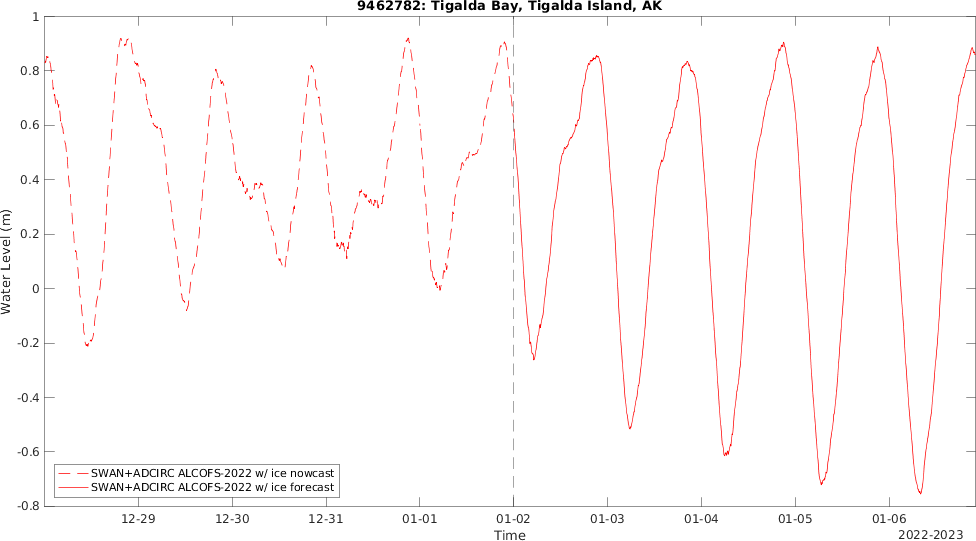 9462782: Tigalda Bay, Tigalda Island, AK
1
0.8
0.6
0.4
0.2
0
-0.2
-0.4
-0.6
-0.8
Water Level (m)
SWAN+ADCIRC ALCOFS-2022 w/ ice nowcast
SWAN+ADCIRC ALCOFS-2022 w/ ice forecast
12-29 12-30 12-31 01-01 01-02 01-03 01-04 01-05 01-06
Time
2022-2023